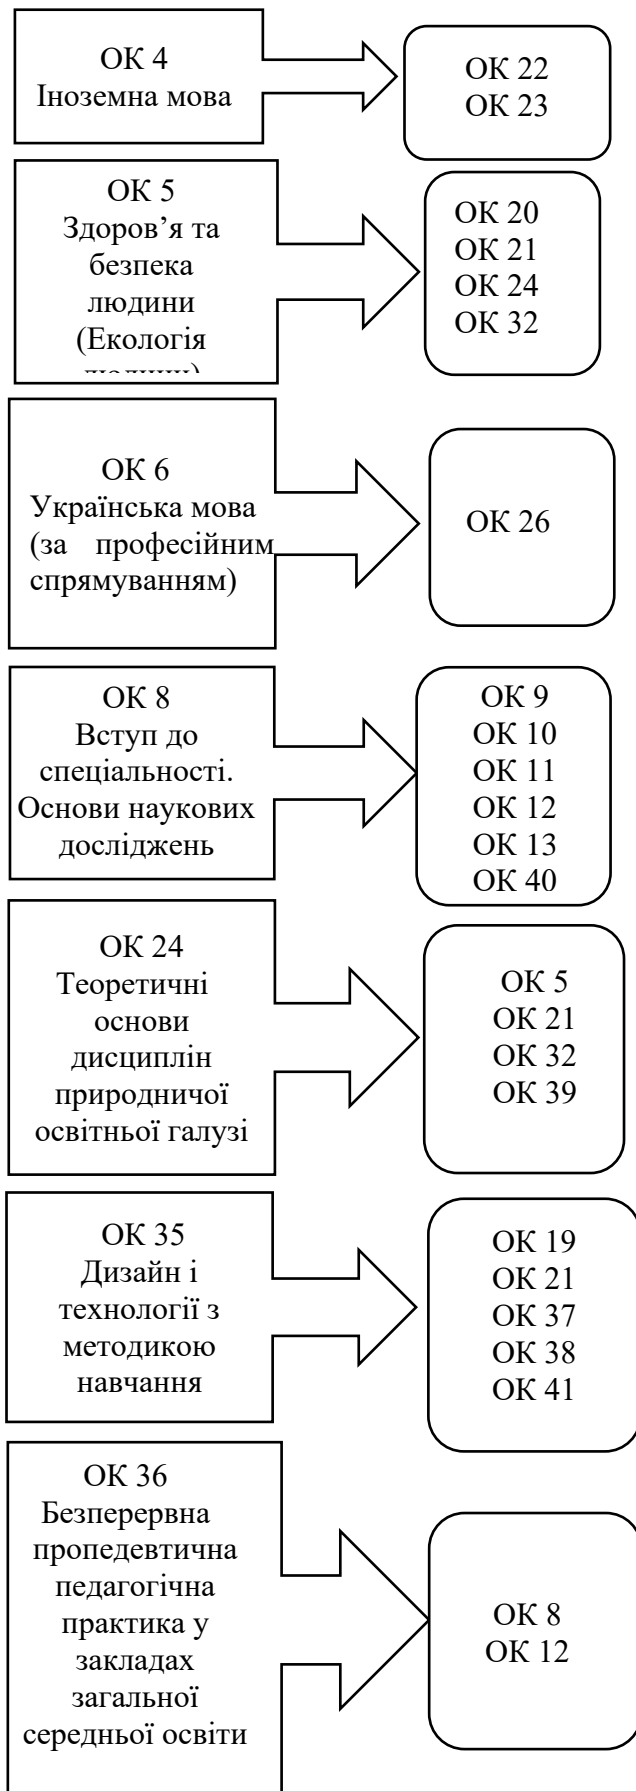 ОК 4
Іноземна мова
ОК 22
ОК 23
ОК 5
Здоров’я та
безпека
людини
(Екологія
ОК 20
ОК 21
ОК 24
ОК 32
ОК 6
Українська мова
(за професійним
спрямуванням)
ОК 26
ОК 8
Вступ до
спеціальності.
Основи наукових
досліджень
ОК 9
ОК 10
ОК 11
ОК 12
ОК 13
ОК 40
ОК 24
Теоретичні
основи
дисциплін
природничої
освітньої галузі
ОК 5
ОК 21
ОК 32
ОК 39
ОК 35
Дизайн і
технології з
методикою
навчання
ОК 19
ОК 21
ОК 37
ОК 38
ОК 41
ОК 36
Безперервна
пропедевтична
педагогічна
практика у
закладах
загальної
середньої освіти
ОК 8
ОК 12